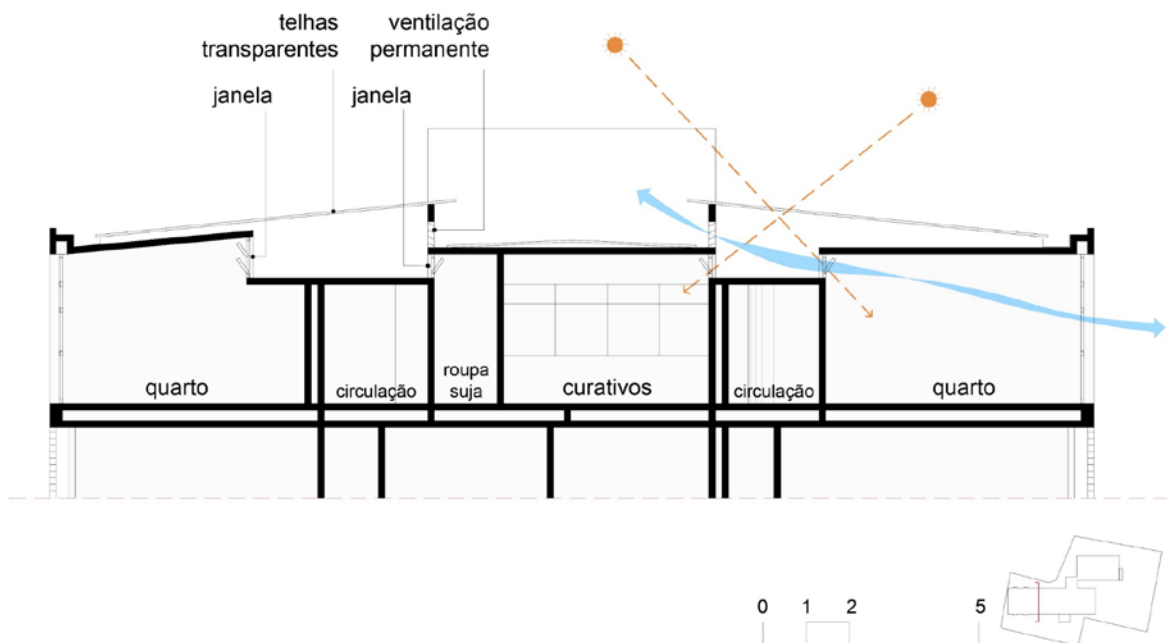 telhas
transparentes
ventilação
permanente
janela
janela
quarto
circulação
roupa
suja
curativos
circulação
quarto
0 1 2 5